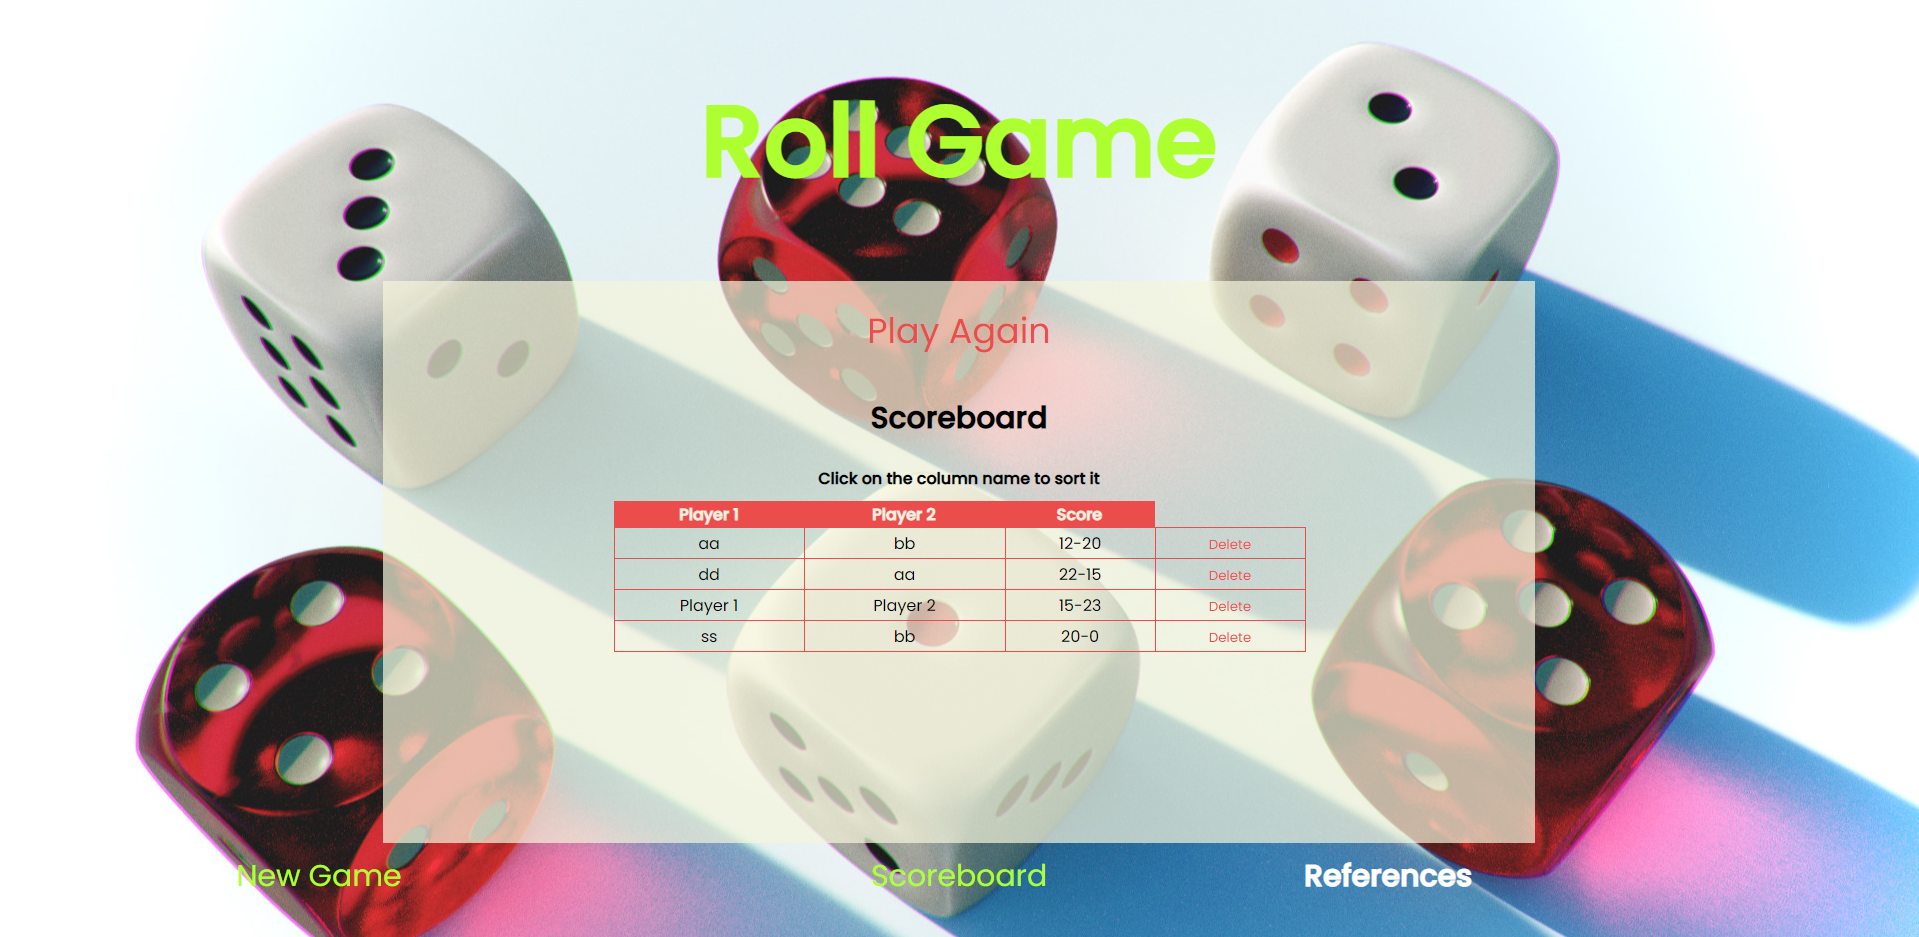 Roll Game
Play Again
Scoreboard
Click on the column name to sort it
Player 1 Player 2 Score
aa bb 12-20 Delete
dd aa 22-15 Delete
Player 1 Player 2 15-23 Delete
ss bb 20-0 Delete
New Game Scoreboard References